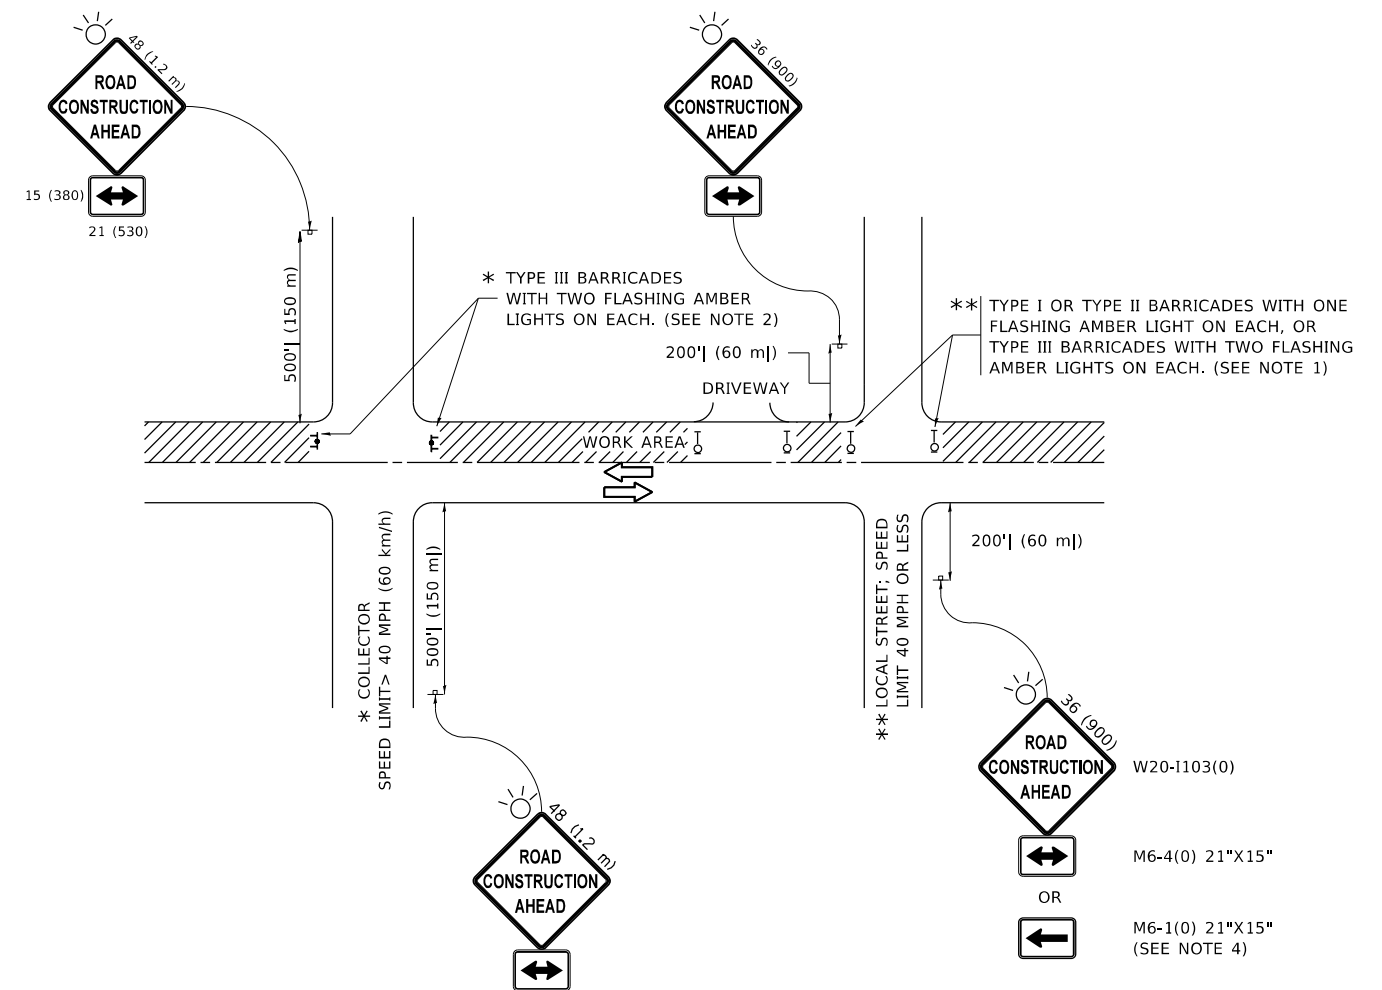 48 (1.2 m)
ROAD
CONSTRUCTION
AHEAD
15 (380)
21 (530)
36 (900)
ROAD
CONSTRUCTION
AHEAD
500'| (150 m)
* TYPE III BARRICADES
WITH TWO FLASHING AMBER
LIGHTS ON EACH. (SEE NOTE 2)
200'| (60 m|)
DRIVEWAY
** TYPE I OR TYPE II BARRICADES WITH ONE
FLASHING AMBER LIGHT ON EACH, OR
TYPE III BARRICADES WITH TWO FLASHING
AMBER LIGHTS ON EACH. (SEE NOTE 1)
WORK AREA
* COLLECTOR
SPEED LIMIT> 40 MPH (60 km/h)
500'| (150 m|)
** LOCAL STREET; SPEED
LIMIT 40 MPH OR LESS
200'| (60 m|)
48 (1.2 m)
ROAD
CONSTRUCTION
AHEAD
36 (900)
ROAD
CONSTRUCTION
AHEAD
W20-I103(0)
M6-4(0) 21"X15"
OR
M6-1(0) 21"X15"
(SEE NOTE 4)